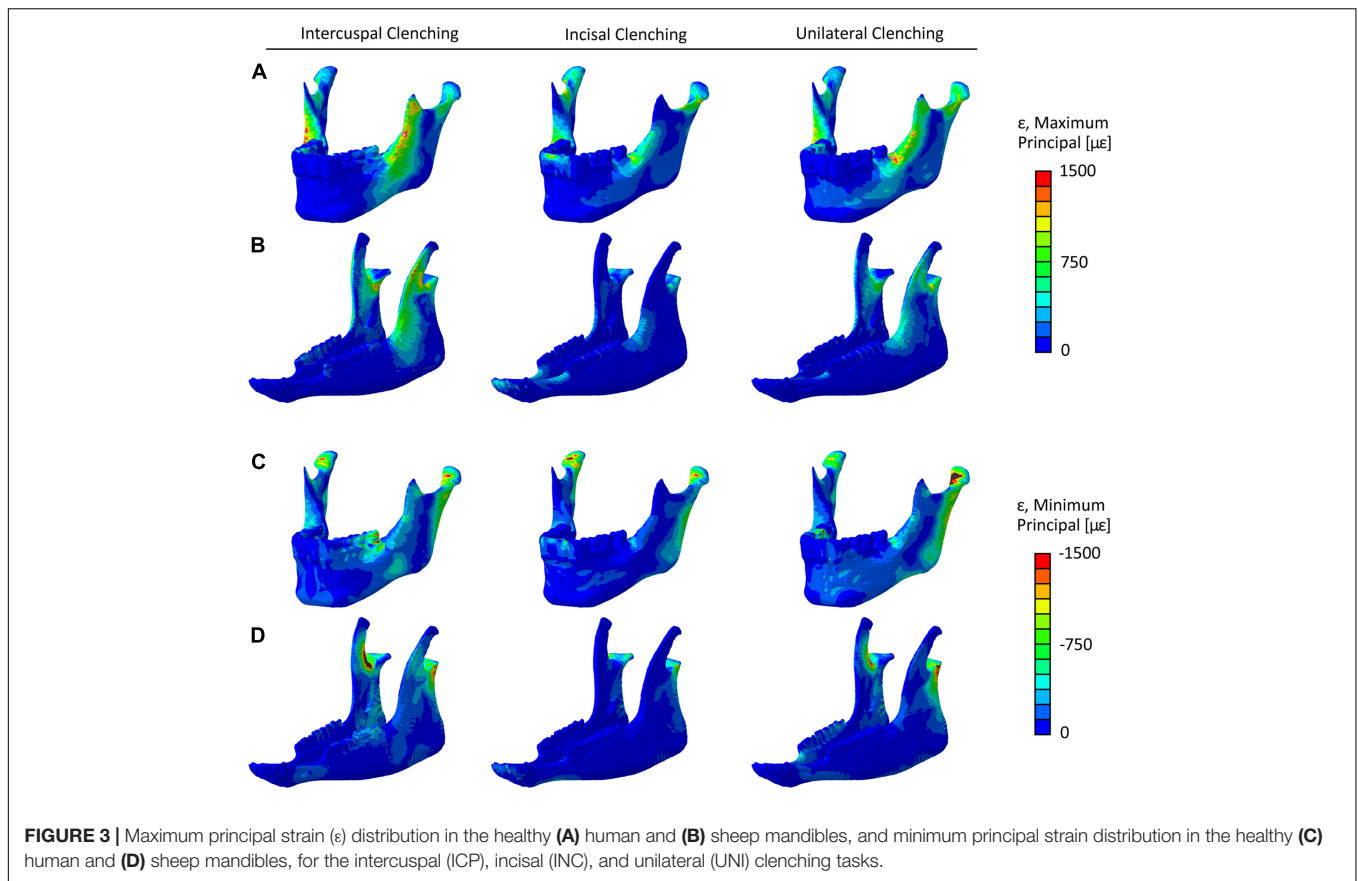 Intercuspal Clenching
Incisal Clenching
Unilateral Clenching
A
ε, Maximum
Principal [µε]
1500
750
0
B
C
ε, Minimum
Principal [µε]
-1500
-750
0
D
FIGURE 3 | Maximum principal strain (ε) distribution in the healthy (A) human and (B) sheep mandibles, and minimum principal strain distribution in the healthy (C)
human and (D) sheep mandibles, for the intercuspal (ICP), incisal (INC), and unilateral (UNI) clenching tasks.